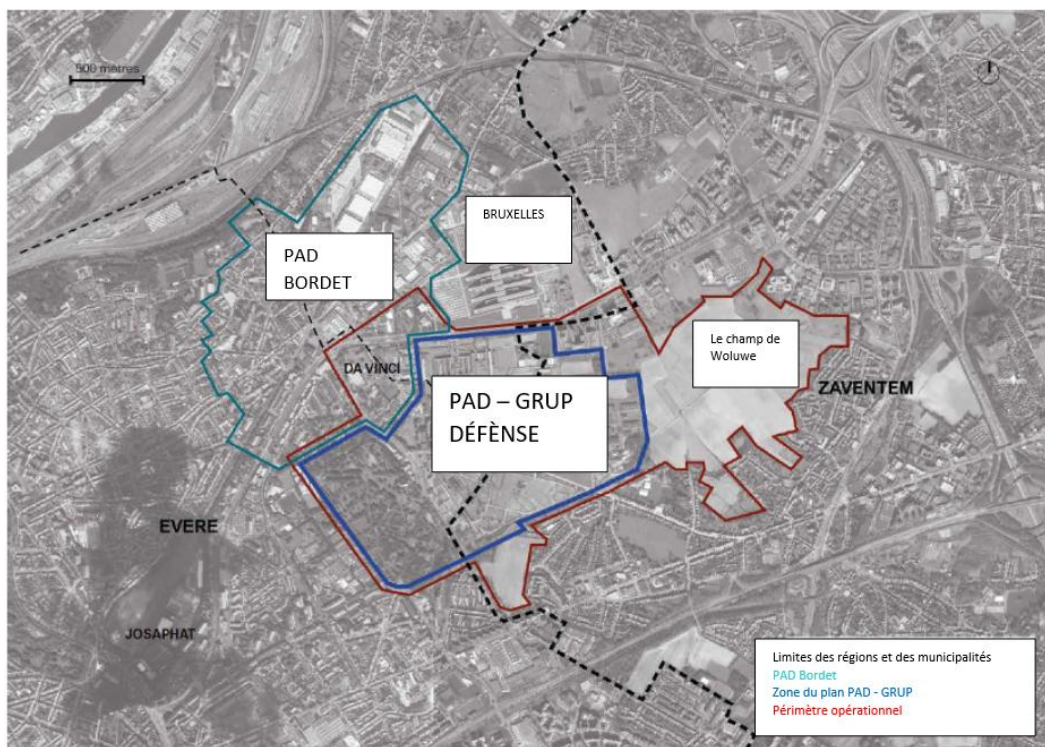 500 mètres
BRUXELLES
PAD
BORDET
Le champ de
Woluwe
DA VINCI
ZAVENTEM
PAD – GRUP
DÉFÈNSE
EVERE
JOSAPHAT
Limites des régions et des municipalités
PAD Bordet
Zone du plan PAD - GRUP
Périmètre opérationnel